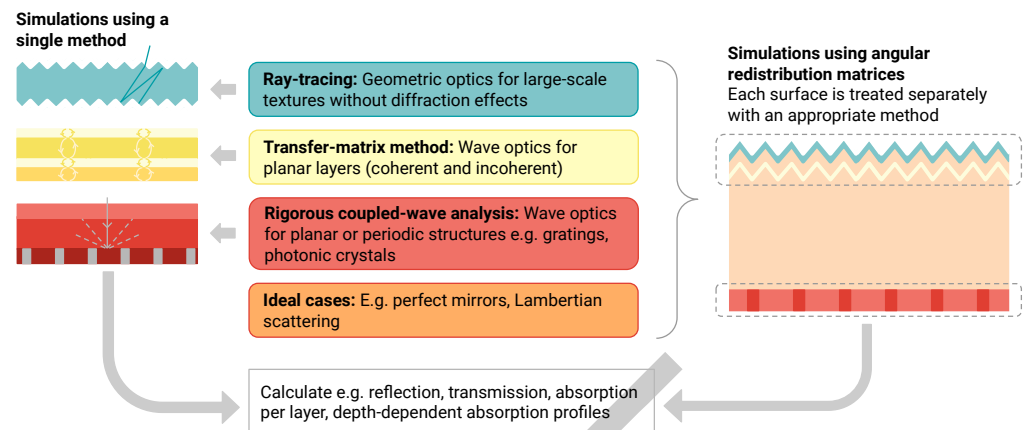 Simulations using a
single method
Ray-tracing: Geometric optics for large-scale
textures without diffraction effects
Transfer-matrix method: Wave optics for
planar layers (coherent and incoherent)
Rigorous coupled-wave analysis: Wave optics
for planar or periodic structures e.g. gratings,
photonic crystals
Ideal cases: E.g. perfect mirrors, Lambertian
scattering
Simulations using angular
redistribution matrices
Each surface is treated separately
with an appropriate method
Calculate e.g. reflection, transmission, absorption
per layer, depth-dependent absorption profiles